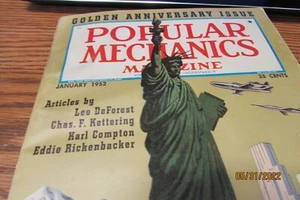 GOLDEN ANNIVERSARY ISSUE
POPULAR
MECHANICS
MAGAZINE
JANUARY 1952
35 CENTS
Articles by
Lee DeForest
Chas. F. Kettering
Karl Compton
Eddie Rickenbacker
05/31/2022